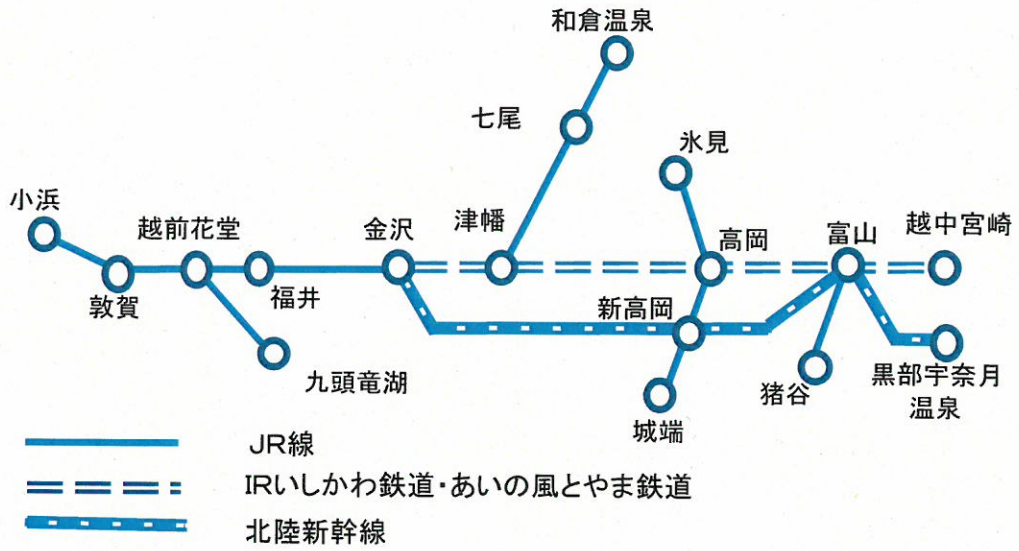 和倉温泉
七尾
氷見
小浜
越前花堂
金沢
津幡
高岡
富山
越中宮崎
敦賀
福井
新高岡
九頭竜湖
城端
猪谷
黒部宇奈月
温泉
JR線
IRいしかわ鉄道・あいの風とやま鉄道
北陸新幹線